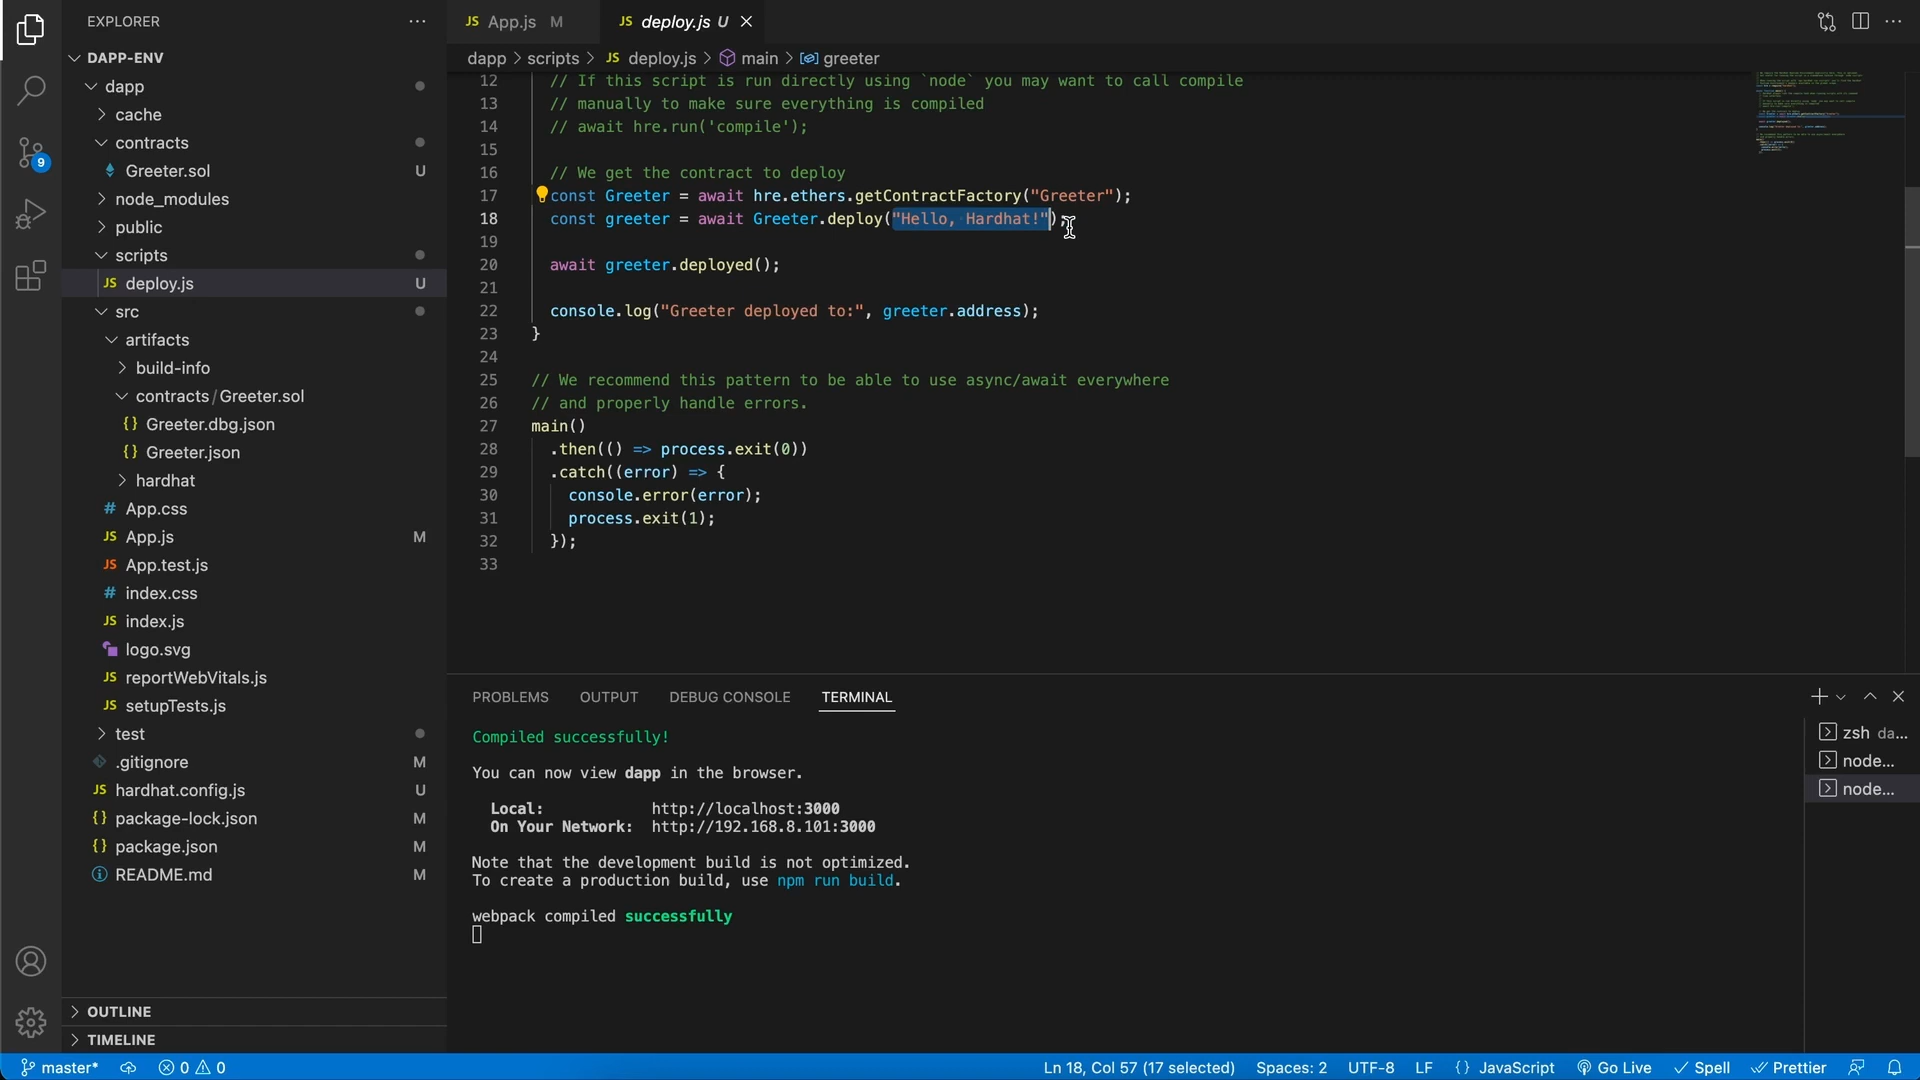 EXPLORER
DAPP-ENV
dapp
cache
contracts
Greeter.sol U
node_modules
public
scripts
JS deploy.js U
src
artifacts
build-info
contracts / Greeter.sol
{} Greeter.dbg.json
{} Greeter.json
hardhat
# App.css
JS App.js M
JS App.test.js
# index.css
JS index.js
logo.svg
JS reportWebVitals.js
JS setupTests.js
test
.gitignore M
JS hardhat.config.js U
{} package-lock.json M
{} package.json M
README.md M
OUTLINE
TIMELINE
9
JS App.js M
JS deploy.js U
dapp > scripts > JS deploy.js > main > greeter
12 // If this script is run directly using `node` you may want to call compile
13 // manually to make sure everything is compiled
14 // await hre.run('compile');
15
16 // We get the contract to deploy
17 const Greeter = await hre.ethers.getContractFactory("Greeter");
18 const greeter = await Greeter.deploy("Hello, Hardhat!");
19
20 await greeter.deployed();
21
22 console.log("Greeter deployed to:", greeter.address);
23 }
24
25 // We recommend this pattern to be able to use async/await everywhere
26 // and properly handle errors.
27 main()
28 .then(() => process.exit(0))
29 .catch((error) => {
30 console.error(error);
31 process.exit(1);
32 });
33
PROBLEMS OUTPUT DEBUG CONSOLE TERMINAL
Compiled successfully!
You can now view dapp in the browser.
Local: http://localhost:3000
On Your Network: http://192.168.8.101:3000
Note that the development build is not optimized.
To create a production build, use npm run build.
webpack compiled successfully
zsh da...
node...
node...
master* 0 0 Ln 18, Col 57 (17 selected) Spaces: 2 UTF-8 LF {} JavaScript Go Live Spell Prettier